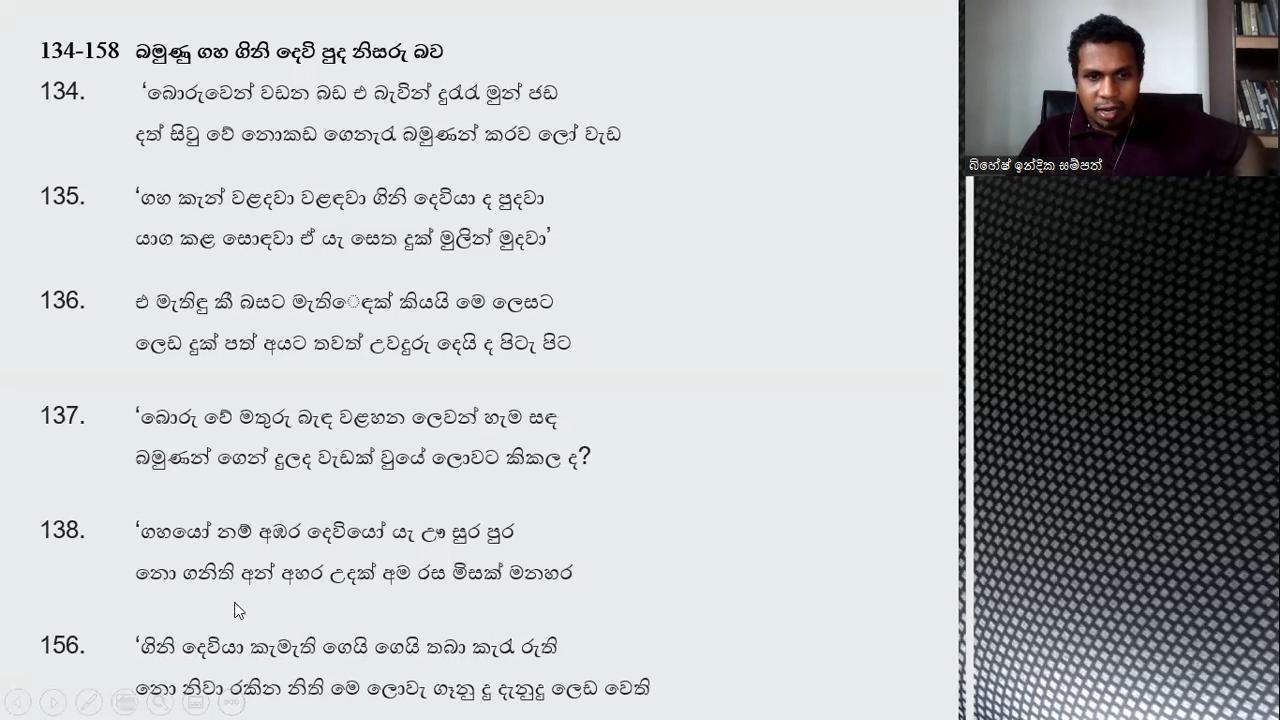 134-158 බමුණු ගහ ගිනි දෙවි පුද නිසරු බව
134. ‘බොරුවෙන් වඩන බඩ එ බැවින් දුරැරැ මුන් ජඩ
දත් සිවු වේ නොකඩ ගෙනැරැ බමුණන් කරව ලෝ වැඩ
135. ‘ගහ කැන් වළදවා වළඳවා ගිනි දෙවියා ද පුදවා
යාග කළ සොඳවා ඒ යැ සෙත දුක් මුලින් මුදවා’
136. එ මැතිඳු කී බසට මැතිඳෙක් කියයි මෙ ලෙසට
ලෙඩ දුක් පත් අයට තවත් උවදුරු දෙයි ද පිටැ පිට
137. ‘බොරු වේ මතුරු බැඳ වළහන ලෙවන් හැම සඳ
බමුණන් ගෙන් දුලද වැඩක් වුයේ ලොවට කිකල ද?
138. ‘ගහයෝ නම් අඹර දෙවියෝ යැ ඌ සුර පුර
නො ගනිති අන් අහර උදක් අම රස මිසක් මනහර
156. ‘ගිනි දෙවියා කැමැති ගෙයි ගෙයි තබා කැරැ රුති
නො නිවා රකින නිති මෙ ලොවැ ගැනු දු දැනුදු ලෙඩ වෙති
බිහේෂ් ඉන්දික සම්පත්